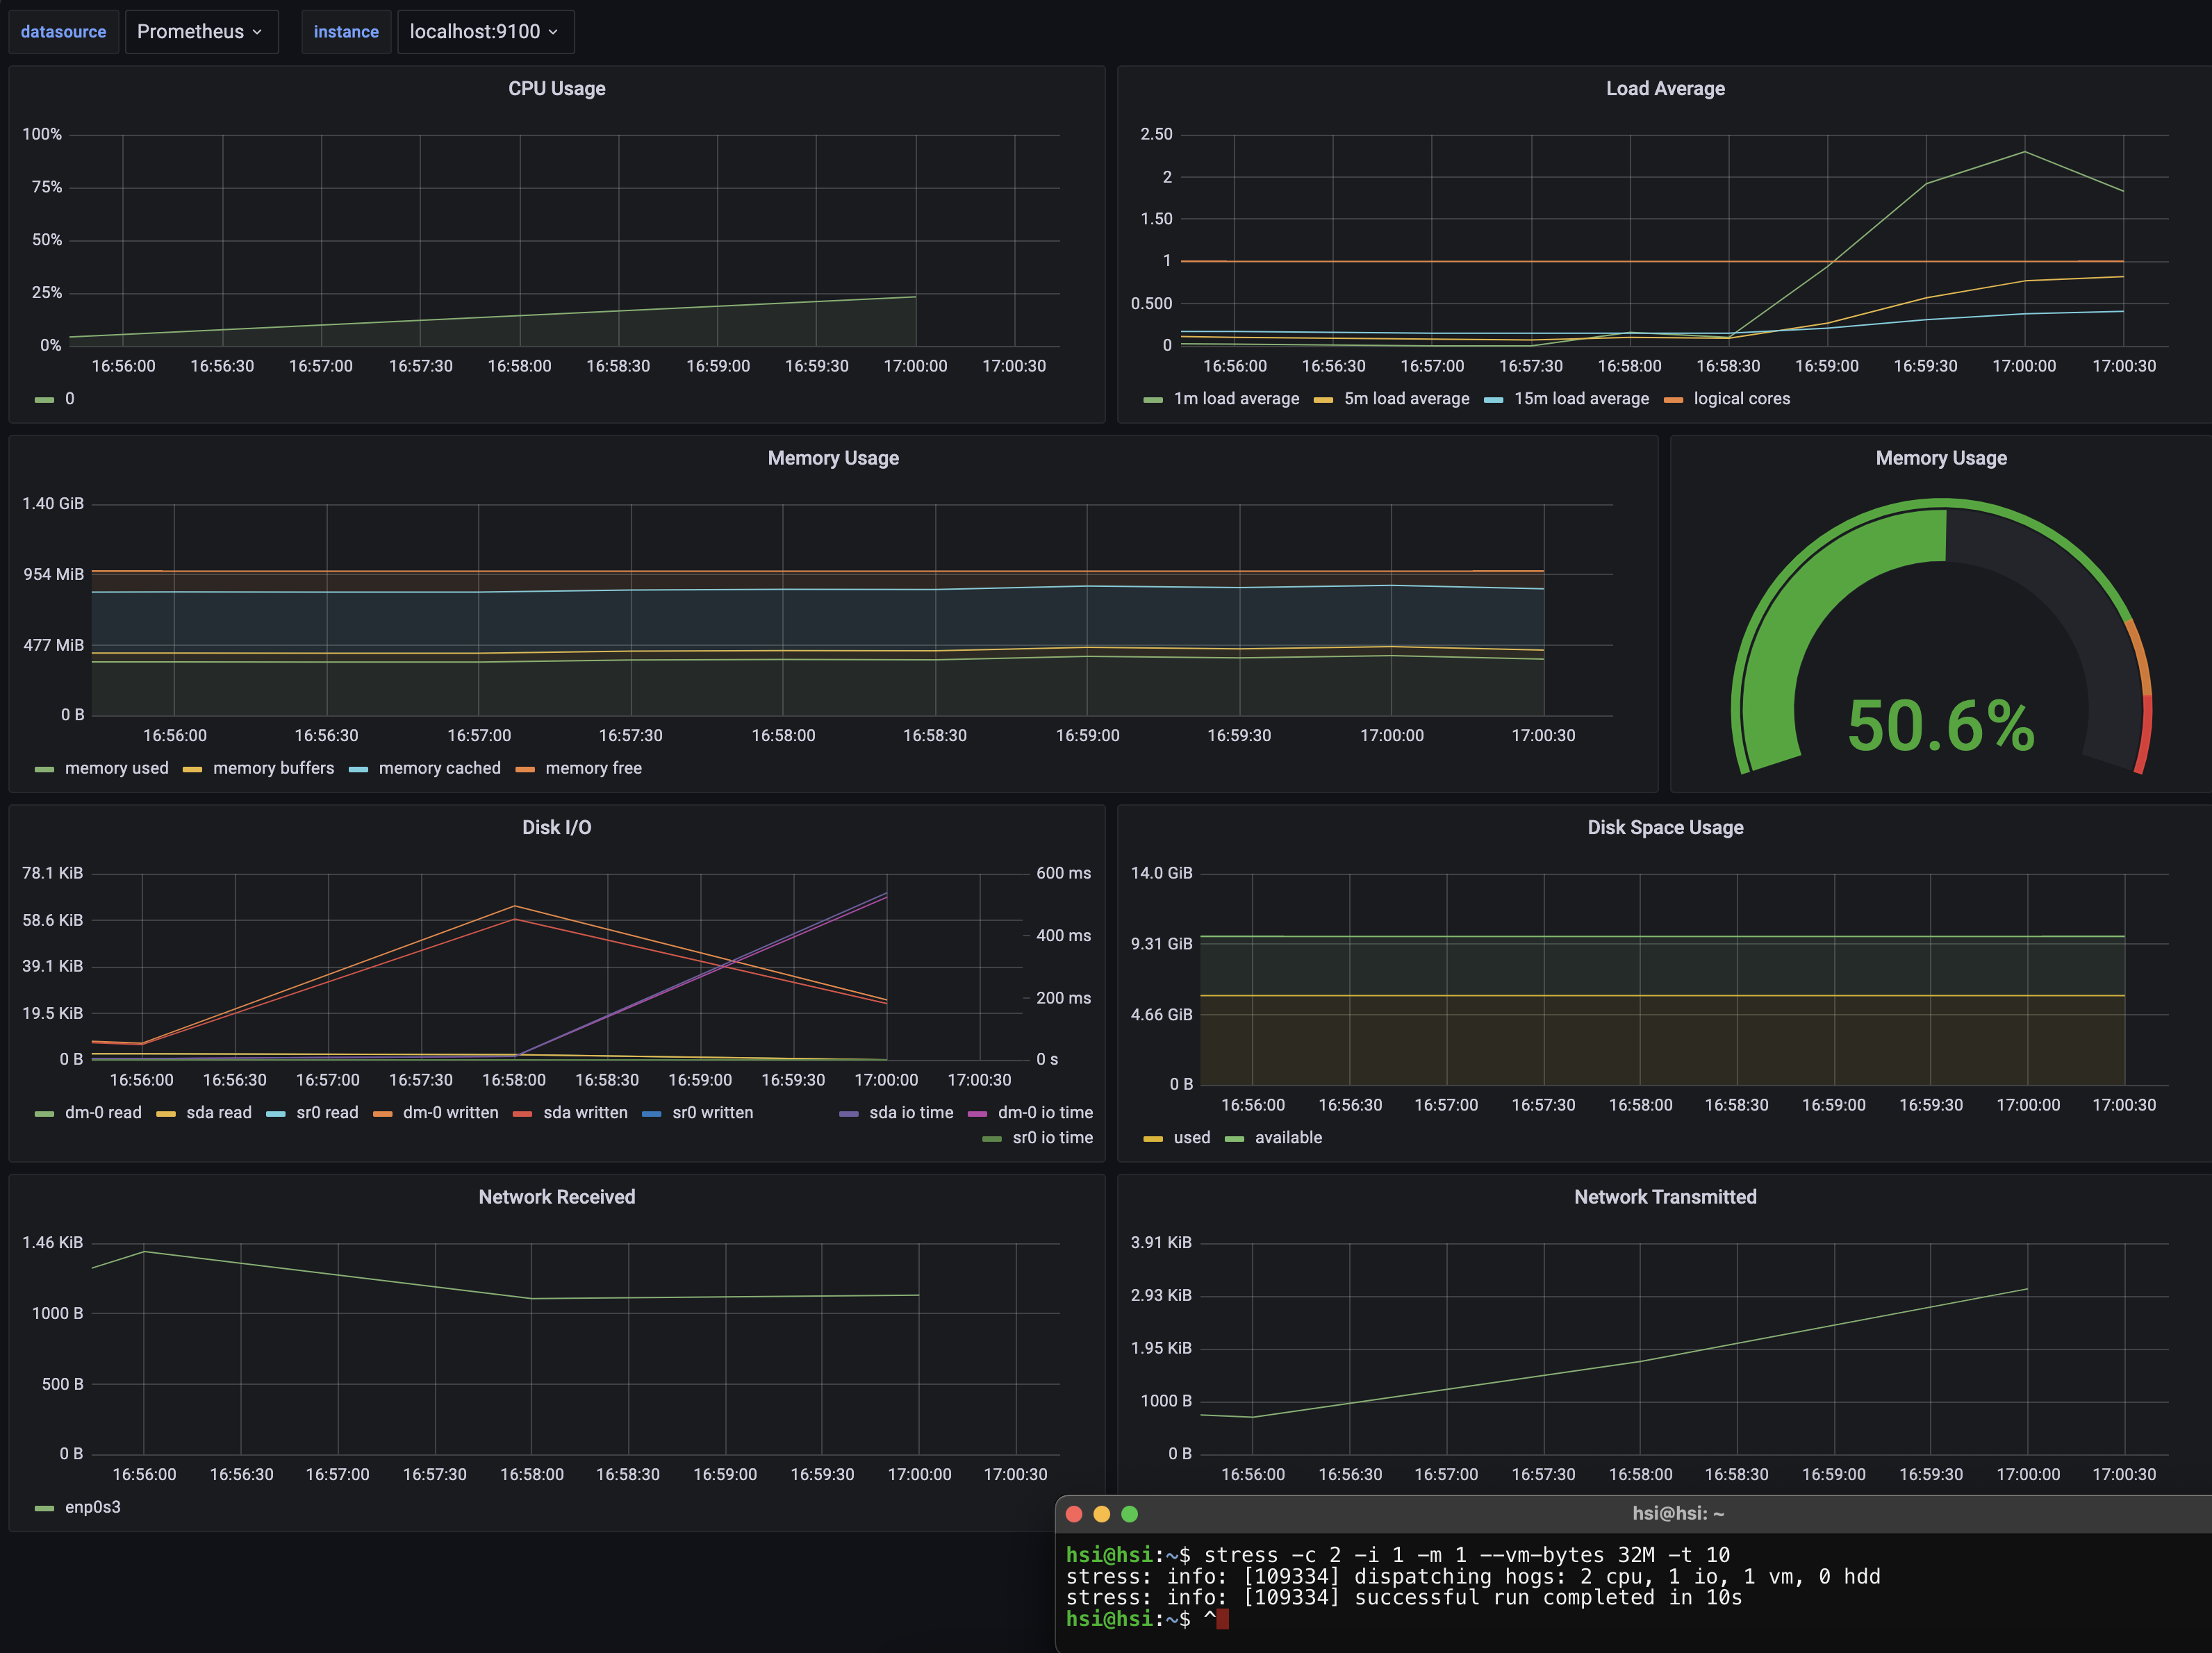 datasource Prometheus instance localhost:9100
CPU Usage
100%
75%
50%
25%
0%
16:56:00 16:56:30 16:57:00 16:57:30 16:58:00 16:58:30 16:59:00 16:59:30 17:00:00 17:00:30
0
Load Average
2.50
2
1.50
1
0.500
0
16:56:00 16:56:30 16:57:00 16:57:30 16:58:00 16:58:30 16:59:00 16:59:30 17:00:00 17:00:30
1m load average 5m load average 15m load average logical cores
Memory Usage
1.40 GiB
954 MiB
477 MiB
0 B
16:56:00 16:56:30 16:57:00 16:57:30 16:58:00 16:58:30 16:59:00 16:59:30 17:00:00 17:00:30
memory used memory buffers memory cached memory free
Memory Usage
50.6%
Disk I/O
78.1 KiB
58.6 KiB
39.1 KiB
19.5 KiB
0 B
600 ms
400 ms
200 ms
0 s
16:56:00 16:56:30 16:57:00 16:57:30 16:58:00 16:58:30 16:59:00 16:59:30 17:00:00 17:00:30
dm-0 read sda read sr0 read dm-0 written sda written sr0 written sda io time dm-0 io time
sr0 io time
Disk Space Usage
14.0 GiB
9.31 GiB
4.66 GiB
0 B
16:56:00 16:56:30 16:57:00 16:57:30 16:58:00 16:58:30 16:59:00 16:59:30 17:00:00 17:00:30
used available
Network Received
1.46 KiB
1000 B
500 B
0 B
16:56:00 16:56:30 16:57:00 16:57:30 16:58:00 16:58:30 16:59:00 16:59:30 17:00:00 17:00:30
enp0s3
Network Transmitted
3.91 KiB
2.93 KiB
1.95 KiB
1000 B
0 B
16:56:00 16:56:30 16:57:00 16:57:30 16:58:00 16:58:30 16:59:00 16:59:30 17:00:00 17:00:30
hsi@hsi: ~
hsi@hsi:~$ stress -c 2 -i 1 -m 1 --vm-bytes 32M -t 10
stress: info: [109334] dispatching hogs: 2 cpu, 1 io, 1 vm, 0 hdd
stress: info: [109334] successful run completed in 10s
hsi@hsi:~$ ^